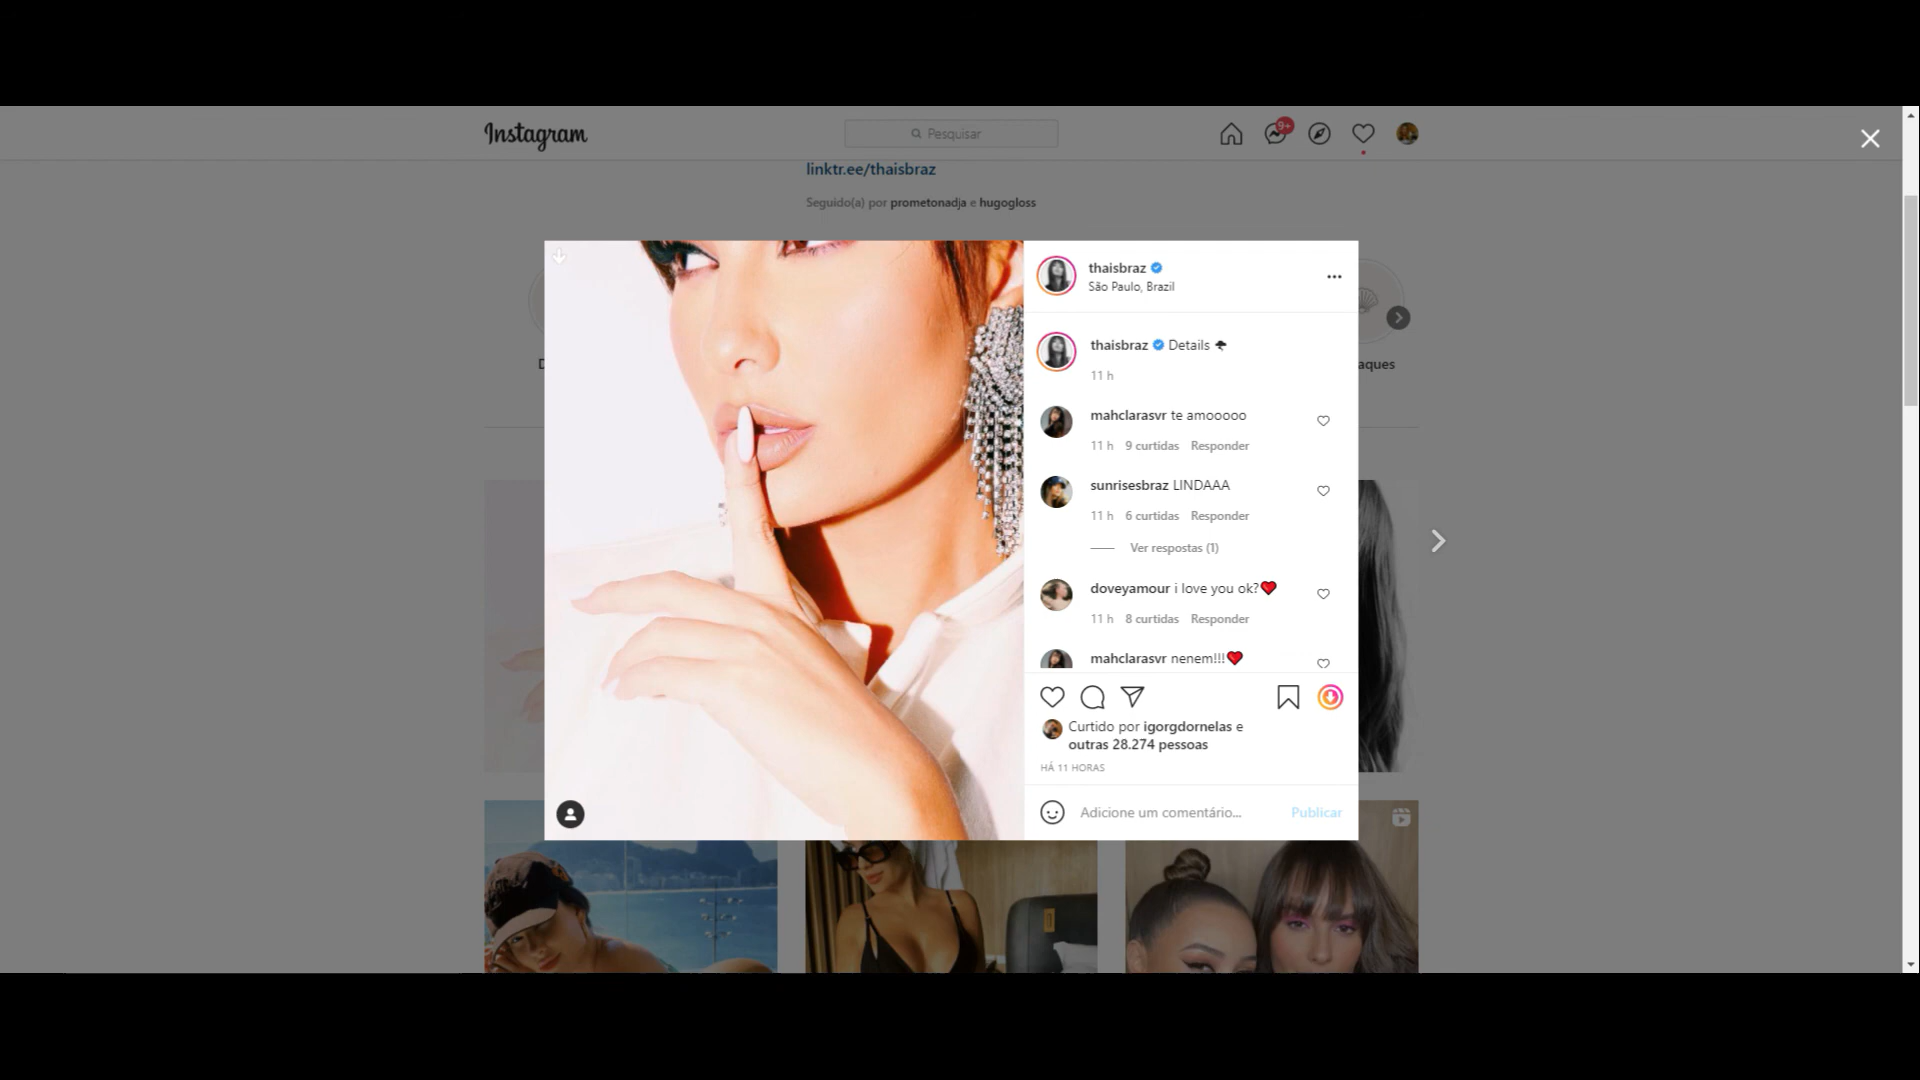 Instagram
Pesquisar
9+
linktr.ee/thaisbraz
Seguido(a) por prometonadja e hugogloss
thaisbraz
São Paulo, Brazil
thaisbraz Details
11 h
aques
mahclarasvr te amooooo
11 h 9 curtidas Responder
sunrisesbraz LINDAAA
11 h 6 curtidas Responder
Ver respostas (1)
doveyamour i love you ok?❤
11 h 8 curtidas Responder
mahclarasvr nenem!!!❤
Curtido por igorgdornelas e
outras 28.274 pessoas
HÁ 11 HORAS
Adicione um comentário... Publicar